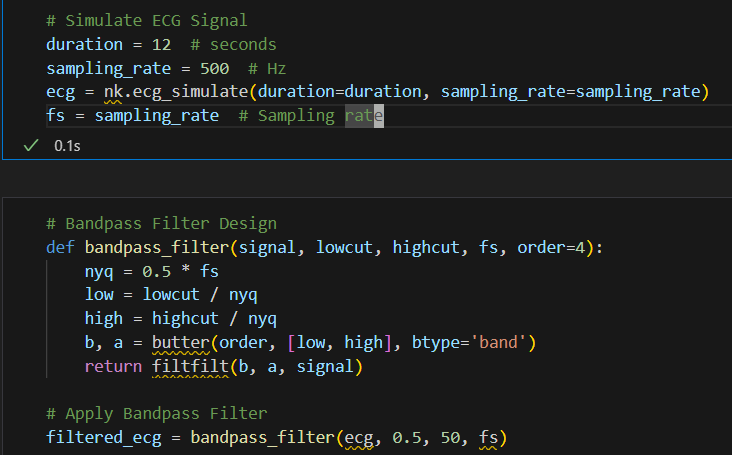 # Simulate ECG Signal
duration = 12  # seconds
sampling_rate = 500  # Hz
ecg = nk.ecg_simulate(duration=duration, sampling_rate=sampling_rate)
fs = sampling_rate  # Sampling rate
0.1s
# Bandpass Filter Design
def bandpass_filter(signal, lowcut, highcut, fs, order=4):
    nyq = 0.5 * fs
    low = lowcut / nyq
    high = highcut / nyq
    b, a = butter(order, [low, high], btype='band')
    return filtfilt(b, a, signal)
# Apply Bandpass Filter
filtered_ecg = bandpass_filter(ecg, 0.5, 50, fs)